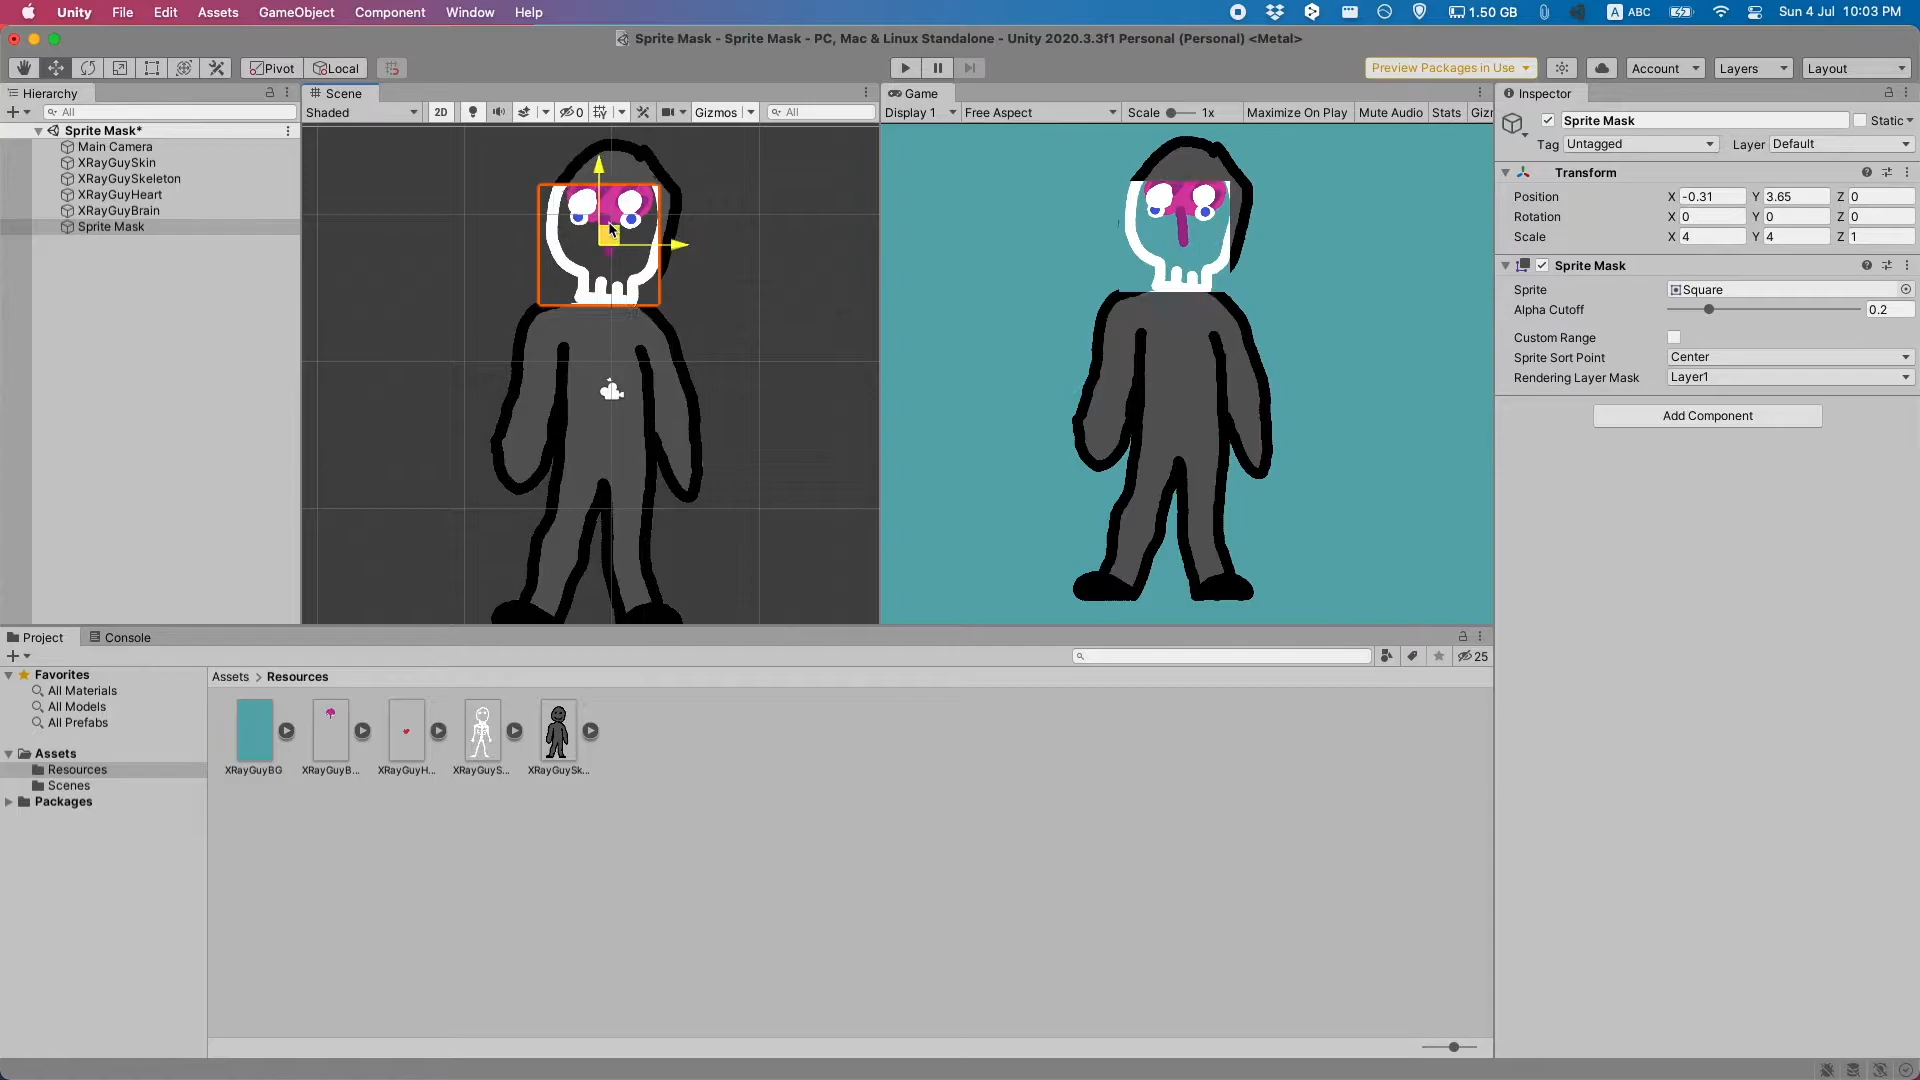 Unity File Edit Assets GameObject Component Window Help 1.50 GB A ABC Sun 4 Jul 10:03 PM
Sprite Mask - Sprite Mask - PC, Mac & Linux Standalone - Unity 2020.3.3f1 Personal (Personal) <Metal>
Pivot Local Preview Packages in Use Account Layers Layout
Hierarchy Scene Game Inspector
All Shaded 2D 0 Gizmos All Display 1 Free Aspect Scale 1x Maximize On Play Mute Audio Stats Giz
Sprite Mask Static
Sprite Mask*
Main Camera
XRayGuySkin
XRayGuySkeleton
XRayGuyHeart
XRayGuyBrain
Sprite Mask
Tag Untagged Layer Default
Transform
Position X -0.31 Y 3.65 Z 0
Rotation X 0 Y 0 Z 0
Scale X 4 Y 4 Z 1
Sprite Mask
Sprite Square
Alpha Cutoff 0.2
Custom Range
Sprite Sort Point Center
Rendering Layer Mask Layer1
Add Component
Project Console
25
Favorites
All Materials
All Models
All Prefabs
Assets
Resources
Scenes
Packages
Assets > Resources
XRayGuyBG XRayGuyB... XRayGuyH... XRayGuyS... XRayGuySk...